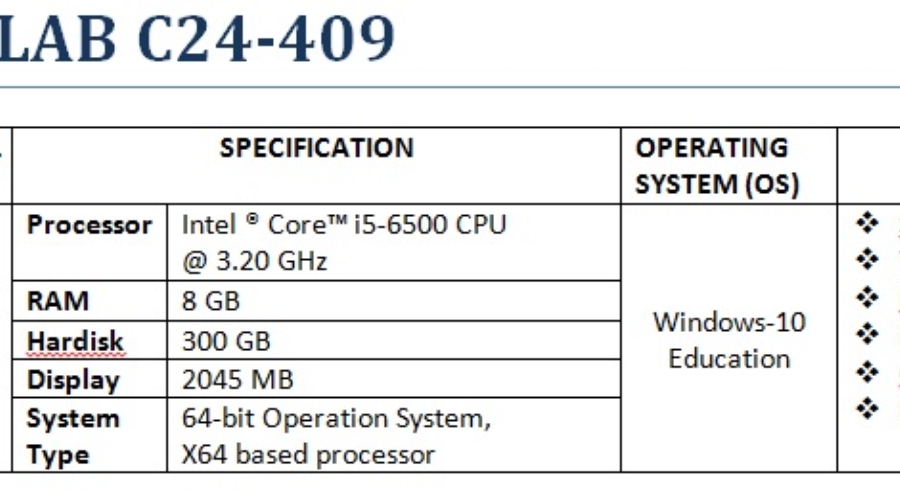 LAB C24-409
SPECIFICATION
OPERATING
SYSTEM (OS)
Processor
Intel ® Core™ i5-6500 CPU
@ 3.20 GHz
RAM
8 GB
Hardisk
300 GB
Display
2045 MB
System
Type
64-bit Operation System,
X64 based processor
Windows-10
Education